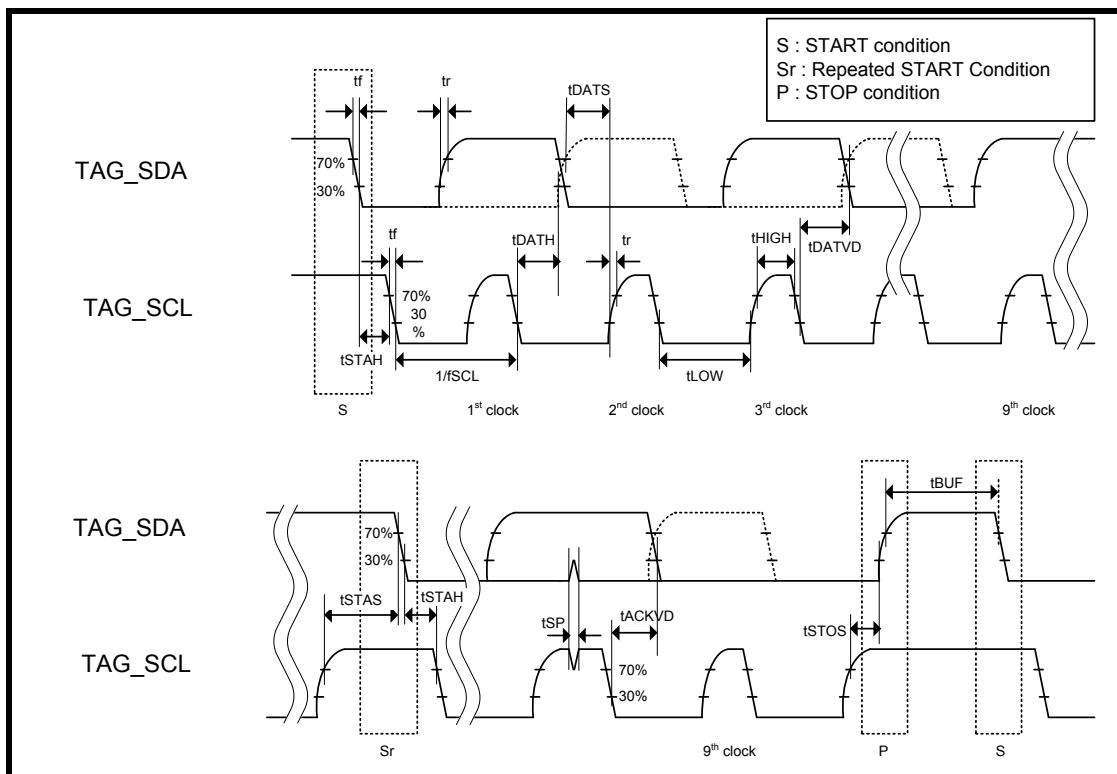 S : START condition
Sr : Repeated START Condition
P : STOP condition
tf
tr
tDATS
TAG_SDA
70%
30%
tf
tDATH
tr
tHIGH
tDATVD
TAG_SCL
70%
30
%
tSTAH
1/fSCL
tLOW
S
1st clock
2nd clock
3rd clock
9th clock
tBUF
TAG_SDA
70%
30%
tSTAS
tSTAH
tSP
tACKVD
tSTOS
TAG_SCL
70%
30%
Sr
9th clock
P
S